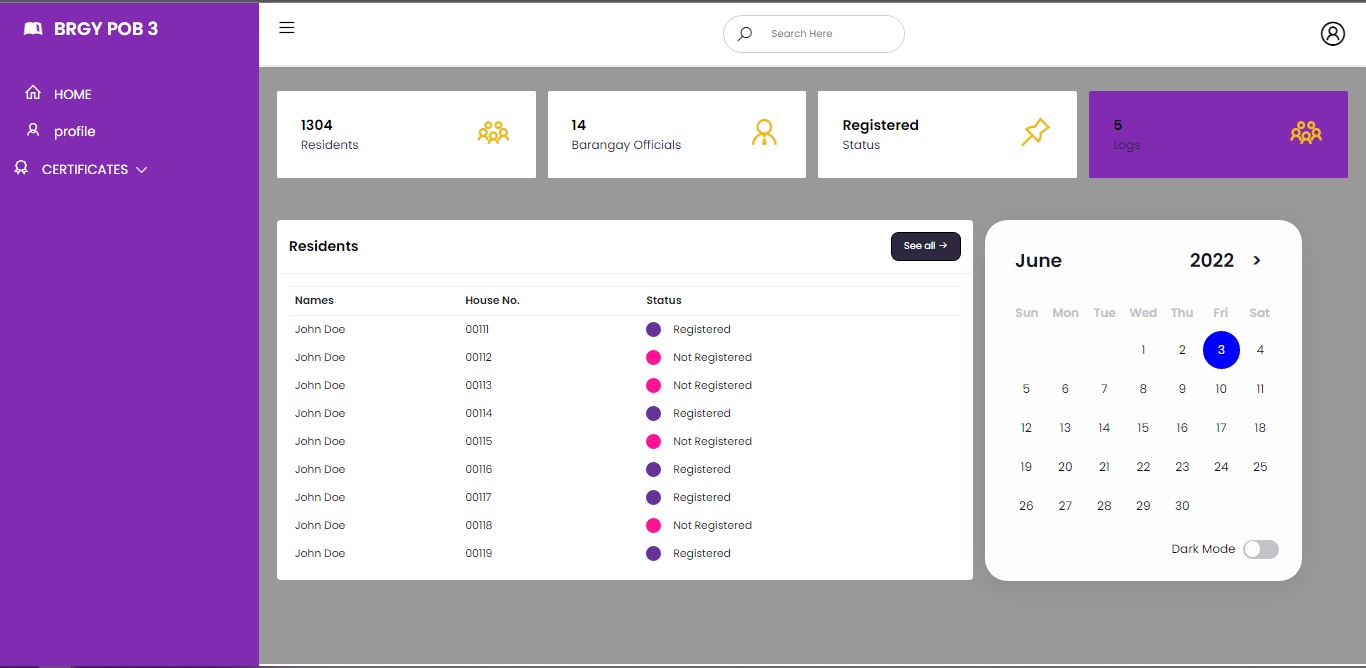 BRGY POB 3
Search Here
HOME
profile
CERTIFICATES
1304
Residents
14
Barangay Officials
Registered
Status
5
Logs
Residents
See all →
Names House No. Status
John Doe 00111 Registered
John Doe 00112 Not Registered
John Doe 00113 Not Registered
John Doe 00114 Registered
John Doe 00115 Not Registered
John Doe 00116 Registered
John Doe 00117 Registered
John Doe 00118 Not Registered
John Doe 00119 Registered
June 2022 >
Sun Mon Tue Wed Thu Fri Sat
1 2 3 4
5 6 7 8 9 10 11
12 13 14 15 16 17 18
19 20 21 22 23 24 25
26 27 28 29 30
Dark Mode